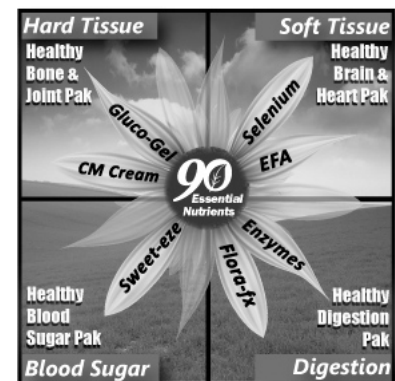 Hard Tissue
Healthy
Bone &
Joint Pak
Soft Tissue
Healthy
Brain &
Heart Pak
Gluco-Gel
CM Cream
Selenium
EFA
90
Essential
Nutrients
Sweet-eze
Flora-fx
Enzymes
Healthy
Blood
Sugar Pak
Blood Sugar
Healthy
Digestion
Pak
Digestion